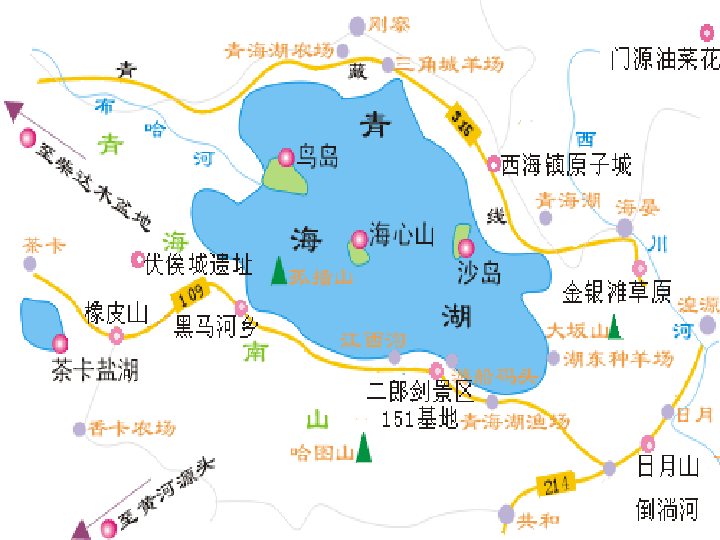 刚察
青海湖农场
三角城羊场
门源油菜花
青
藏
布
哈
河
青
315
西
鸟岛
西海镇原子城
至柴达木盆地
青海湖
海晏
线
海
海
海心山
川
茶卡
伏俟城遗址
沙岛
金银滩草原
湟源
109
橡皮山
黑马河乡
湖
大坂山
河
江西沟
南
湖东种羊场
茶卡盐湖
码头
二郎剑景区
151基地
青海湖渔场
日月
山
香卡农场
哈图山
日月山
至黄河源头
214
倒淌河
共和